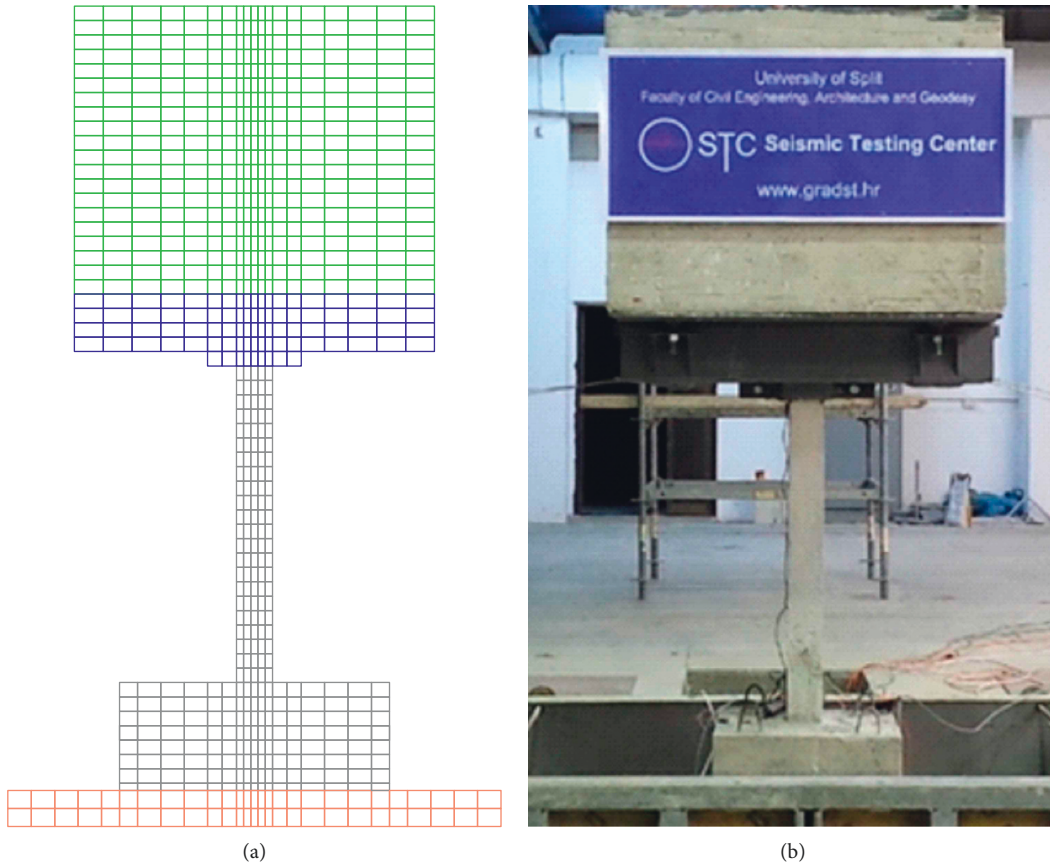 University of Split
Faculty of Civil Engineering, Architecture and Geodesy
STC Seismic Testing Center
www.gradst.hr
(a)
(b)